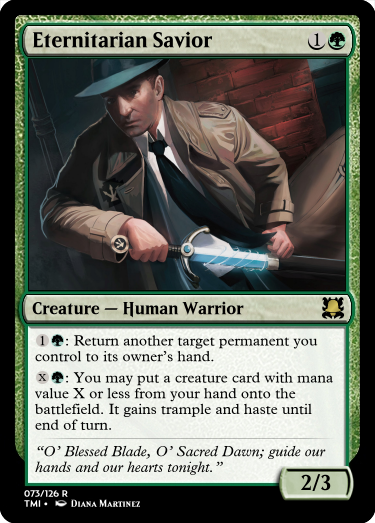 Eternitarian Savior 1
Creature — Human Warrior
1 : Return another target permanent you
control to its owner's hand.
X : You may put a creature card with mana
value X or less from your hand onto the
battlefield. It gains trample and haste until
end of turn.
“O' Blessed Blade, O' Sacred Dawn; guide our
hands and our hearts tonight.”
2/3
073/126 R
TMI • Diana Martinez